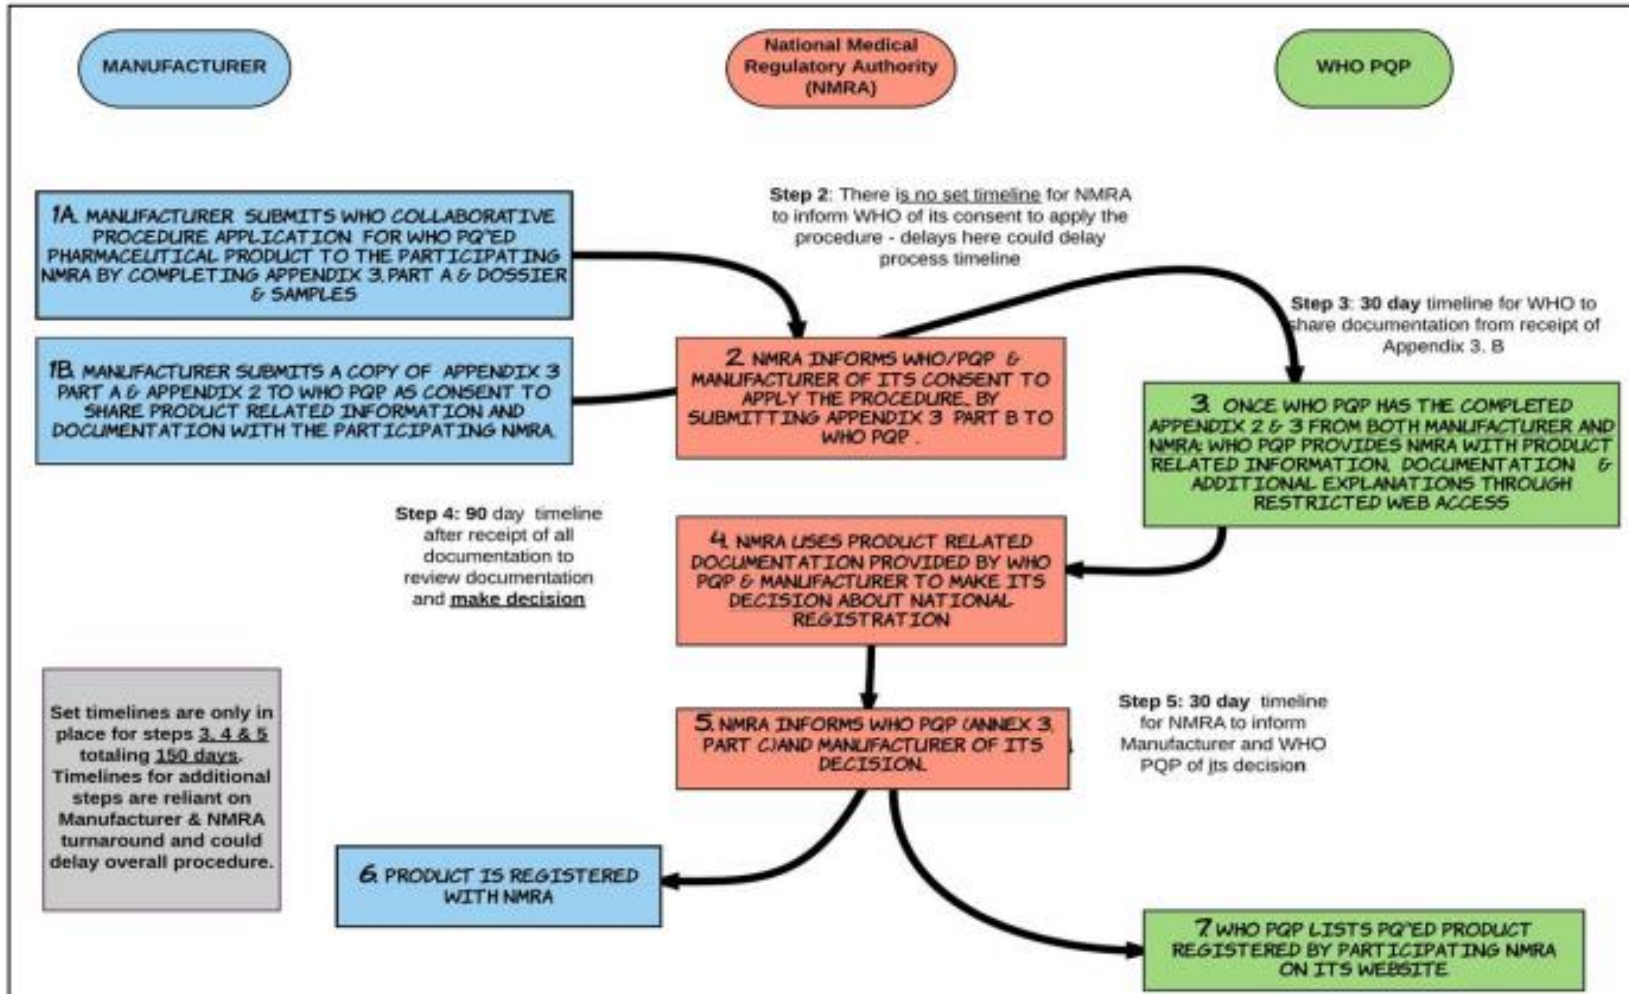 MANUFACTURER
National Medical
Regulatory Authority
(NMRA)
WHO PQP
1A. MANUFACTURER SUBMITS WHO COLLABORATIVE
PROCEDURE APPLICATION FOR WHO PQ"ED
PHARMACEUTICAL PRODUCT TO THE PARTICIPATING
NMRA BY COMPLETING APPENDIX 3. PART A & DOSSIER
& SAMPLES
Step 2: There is no set timeline for NMRA
to inform WHO of its consent to apply the
procedure - delays here could delay
process timeline
Step 3: 30 day timeline for WHO to
share documentation from receipt of
Appendix 3. B
1B. MANUFACTURER SUBMITS A COPY OF APPENDIX 3
PART A & APPENDIX 2 TO WHO PQP AS CONSENT TO
SHARE PRODUCT RELATED INFORMATION AND
DOCUMENTATION WITH THE PARTICIPATING NMRA.
2. NMRA INFORMS WHO/PQP &
MANUFACTURER OF ITS CONSENT TO
APPLY THE PROCEDURE. BY
SUBMITTING APPENDIX 3 PART B TO
WHO PQP .
3. ONCE WHO PQP HAS THE COMPLETED
APPENDIX 2 & 3 FROM BOTH MANUFACTURER AND
NMRA: WHO PQP PROVIDES NMRA WITH PRODUCT
RELATED INFORMATION, DOCUMENTATION &
ADDITIONAL EXPLANATIONS THROUGH
RESTRICTED WEB ACCESS
Step 4: 90 day timeline
after receipt of all
documentation to
review documentation
and make decision
4. NMRA USES PRODUCT RELATED
DOCUMENTATION PROVIDED BY WHO
PQP & MANUFACTURER TO MAKE ITS
DECISION ABOUT NATIONAL
REGISTRATION
Set timelines are only in
place for steps 3, 4 & 5
totaling 150 days.
Timelines for additional
steps are reliant on
Manufacturer & NMRA
turnaround and could
delay overall procedure.
5. NMRA INFORMS WHO PQP (ANNEX 3,
PART C)AND MANUFACTURER OF ITS
DECISION.
Step 5: 30 day timeline
for NMRA to inform
Manufacturer and WHO
PQP of its decision
6. PRODUCT IS REGISTERED
WITH NMRA
7. WHO PQP LISTS PQ"ED PRODUCT
REGISTERED BY PARTICIPATING NMRA
ON ITS WEBSITE